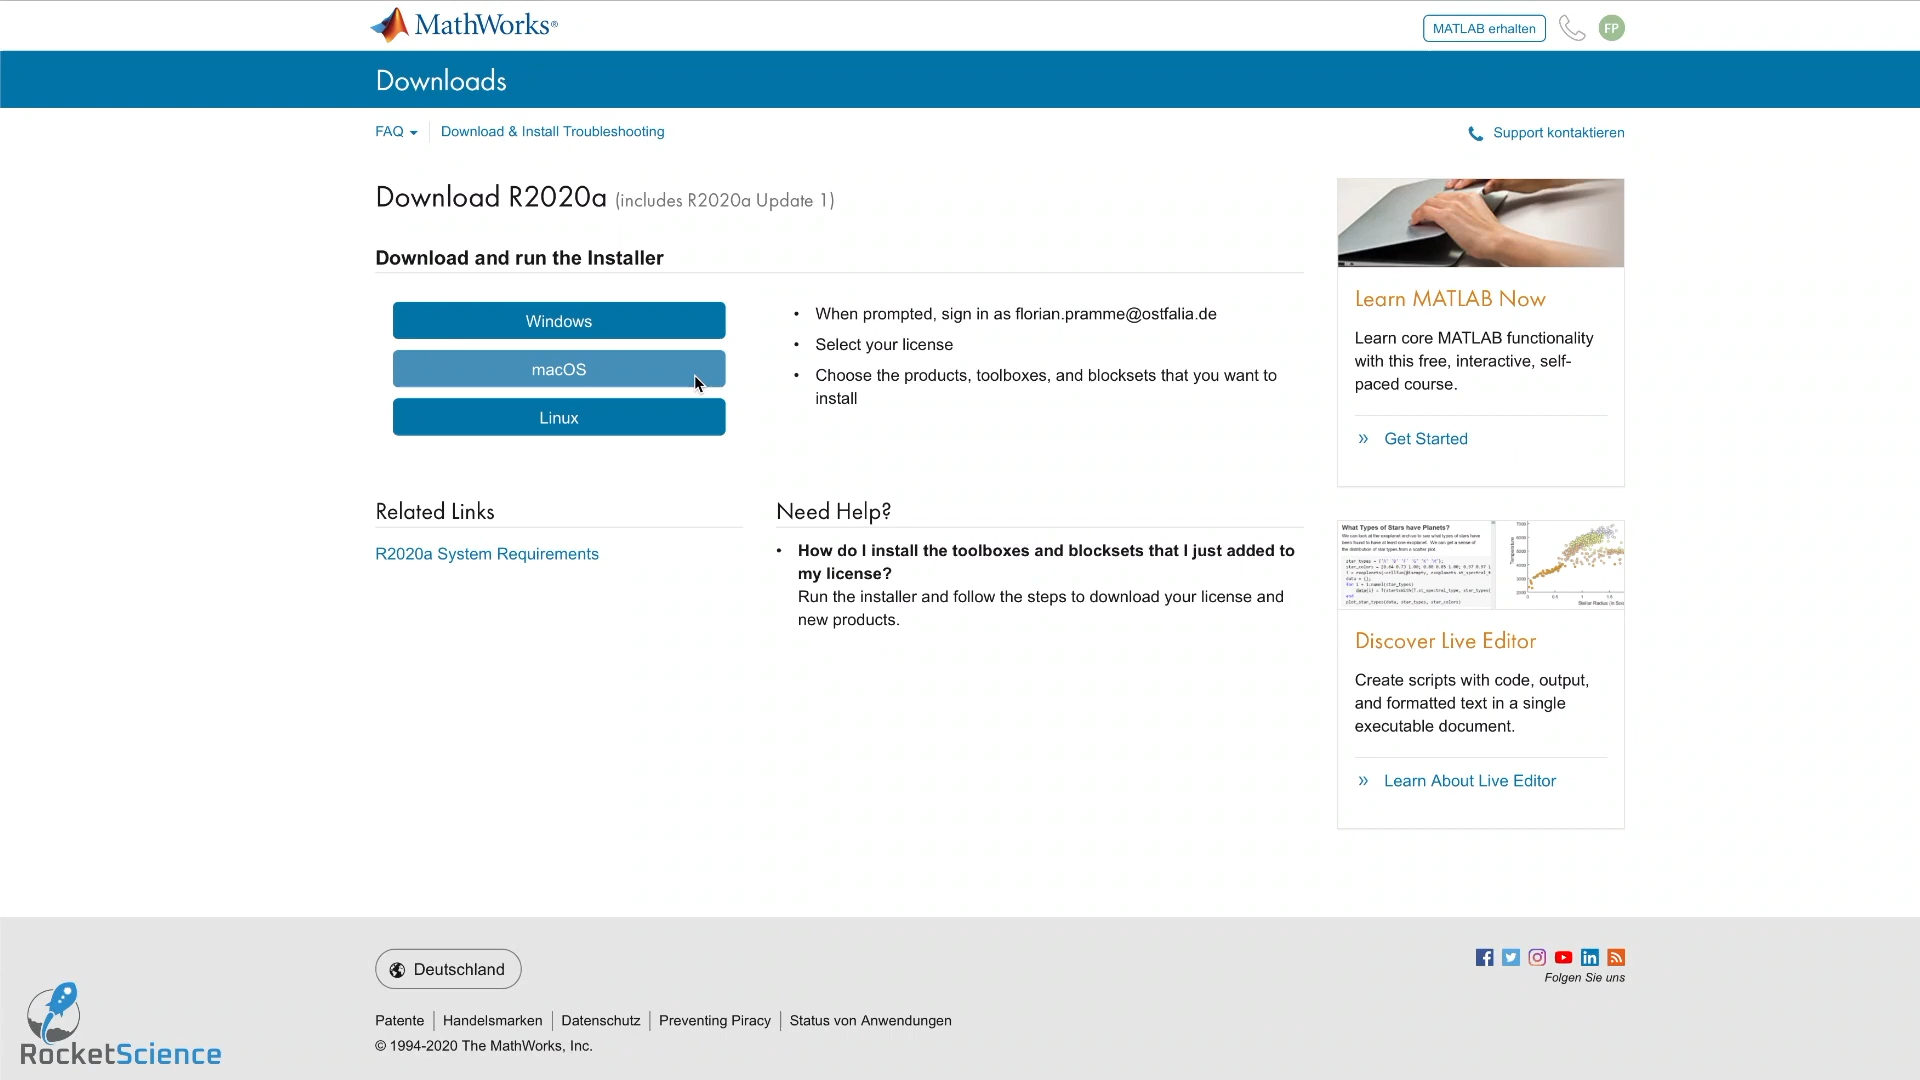 MathWorks®
MATLAB erhalten
FP
Downloads
FAQ
Download & Install Troubleshooting
Support kontaktieren
Download R2020a (includes R2020a Update 1)
Download and run the Installer
Windows
macOS
Linux
• When prompted, sign in as florian.pramme@ostfalia.de
• Select your license
• Choose the products, toolboxes, and blocksets that you want to
install
Related Links
R2020a System Requirements
Need Help?
• How do I install the toolboxes and blocksets that I just added to
my license?
Run the installer and follow the steps to download your license and
new products.
Learn MATLAB Now
Learn core MATLAB functionality
with this free, interactive, self-
paced course.
» Get Started
What Types of Stars have Planets?
Discover Live Editor
Create scripts with code, output,
and formatted text in a single
executable document.
» Learn About Live Editor
Deutschland
Folgen Sie uns
Patente | Handelsmarken | Datenschutz | Preventing Piracy | Status von Anwendungen
© 1994-2020 The MathWorks, Inc.
RocketScience